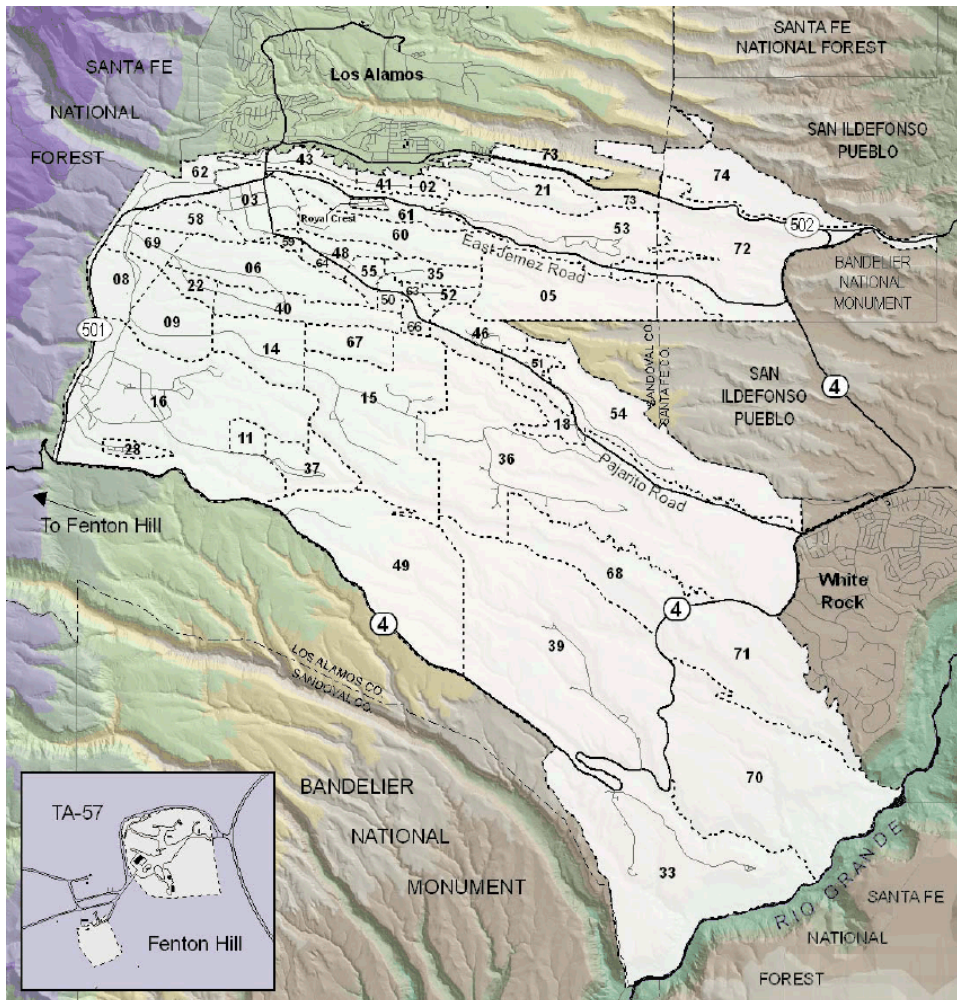 SANTA FE
NATIONAL FOREST
Los Alamos
SANTA FE
NATIONAL
FOREST
SAN ILDEFONSO
PUEBLO
73
43
74
62
41
02
21
03
73
Royal Crest
58
61
53
502
60
59
72
69
48
East Jemez Road
64
55
35
BANDELIER
NATIONAL
MONUMENT
08
06
22
63
52
05
50
40
501
09
66
46
67
14
51
SANDOVAL CO.
SANTA FE CO.
SAN
ILDEFONSO
PUEBLO
4
16
15
54
18
28
11
36
37
Pajarito Road
To Fenton Hill
49
68
White
Rock
4
4
39
71
LOS ALAMOS CO.
SANDOVAL CO.
70
BANDELIER
NATIONAL
MONUMENT
TA-57
Fenton Hill
33
RIO GRANDE
SANTA FE
NATIONAL
FOREST